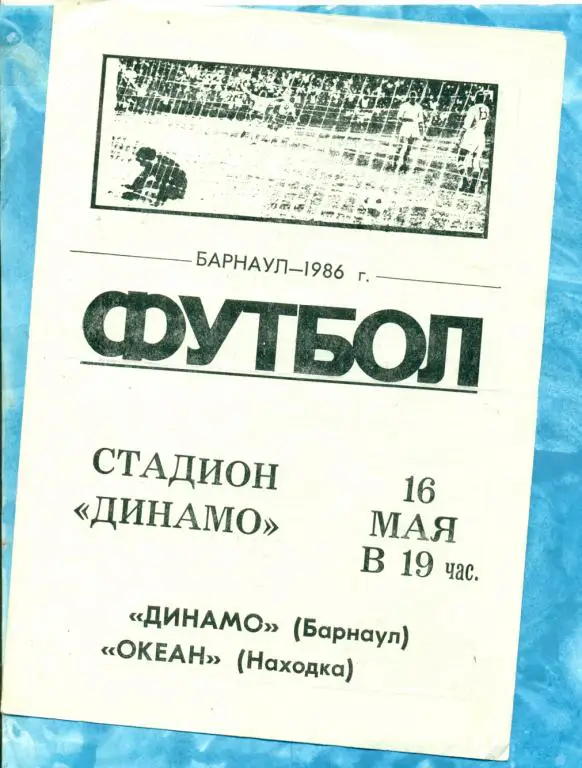 БАРНАУЛ—1986 г.
ФУТБОЛ
СТАДИОН
«ДИНАМО»
16
МАЯ
В 19 час.
«ДИНАМО» (Барнаул)
«ОКЕАН» (Находка)